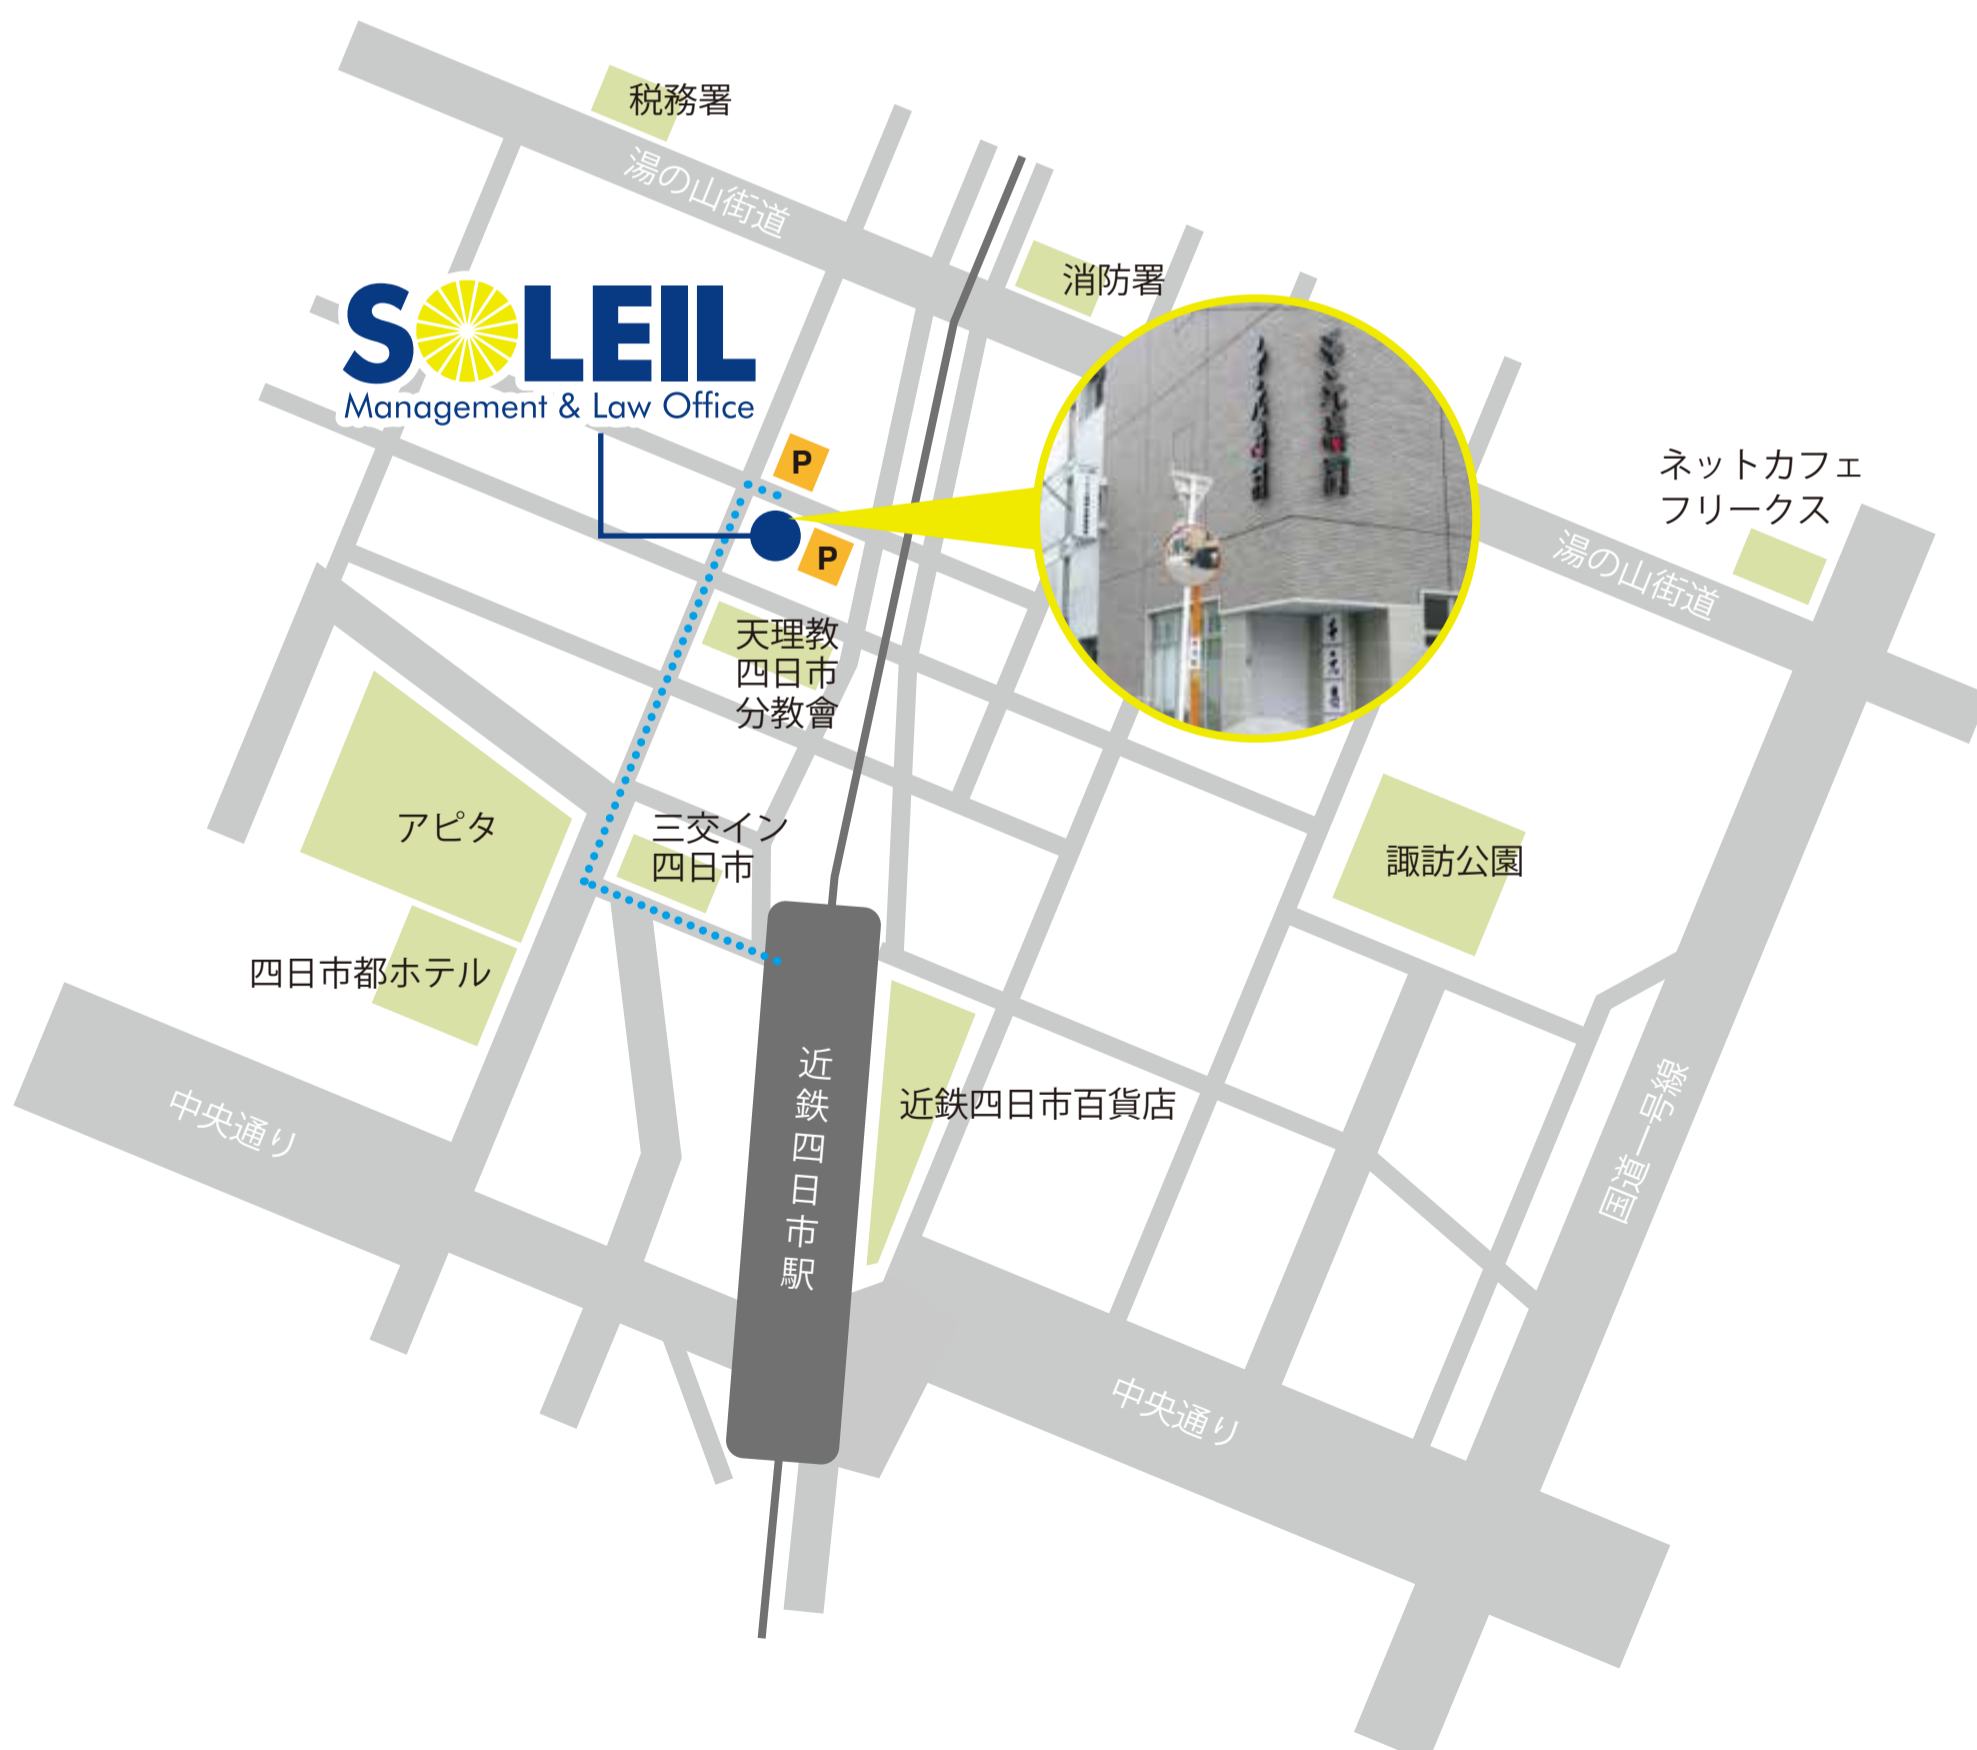 税務署
湯の山街道
消防署
SOLEIL
Management & Law Office
P
ネットカフェ
フリークス
湯の山街道
P
天理教
四日市
分教會
アピタ
三交イン
四日市
諏訪公園
四日市都ホテル
近鉄四日市駅
近鉄四日市百貨店
中央通り
国道一号線
中央通り